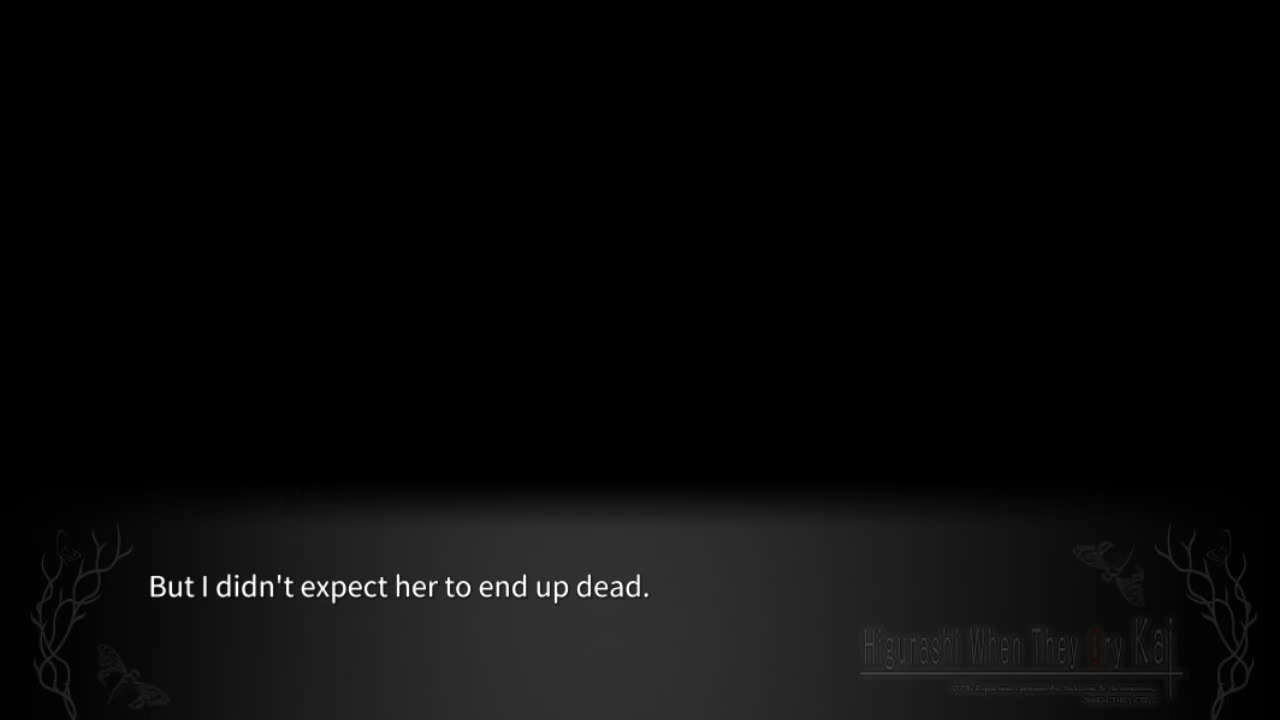 But I didn't expect her to end up dead.
Higurashi When They Cry Kai